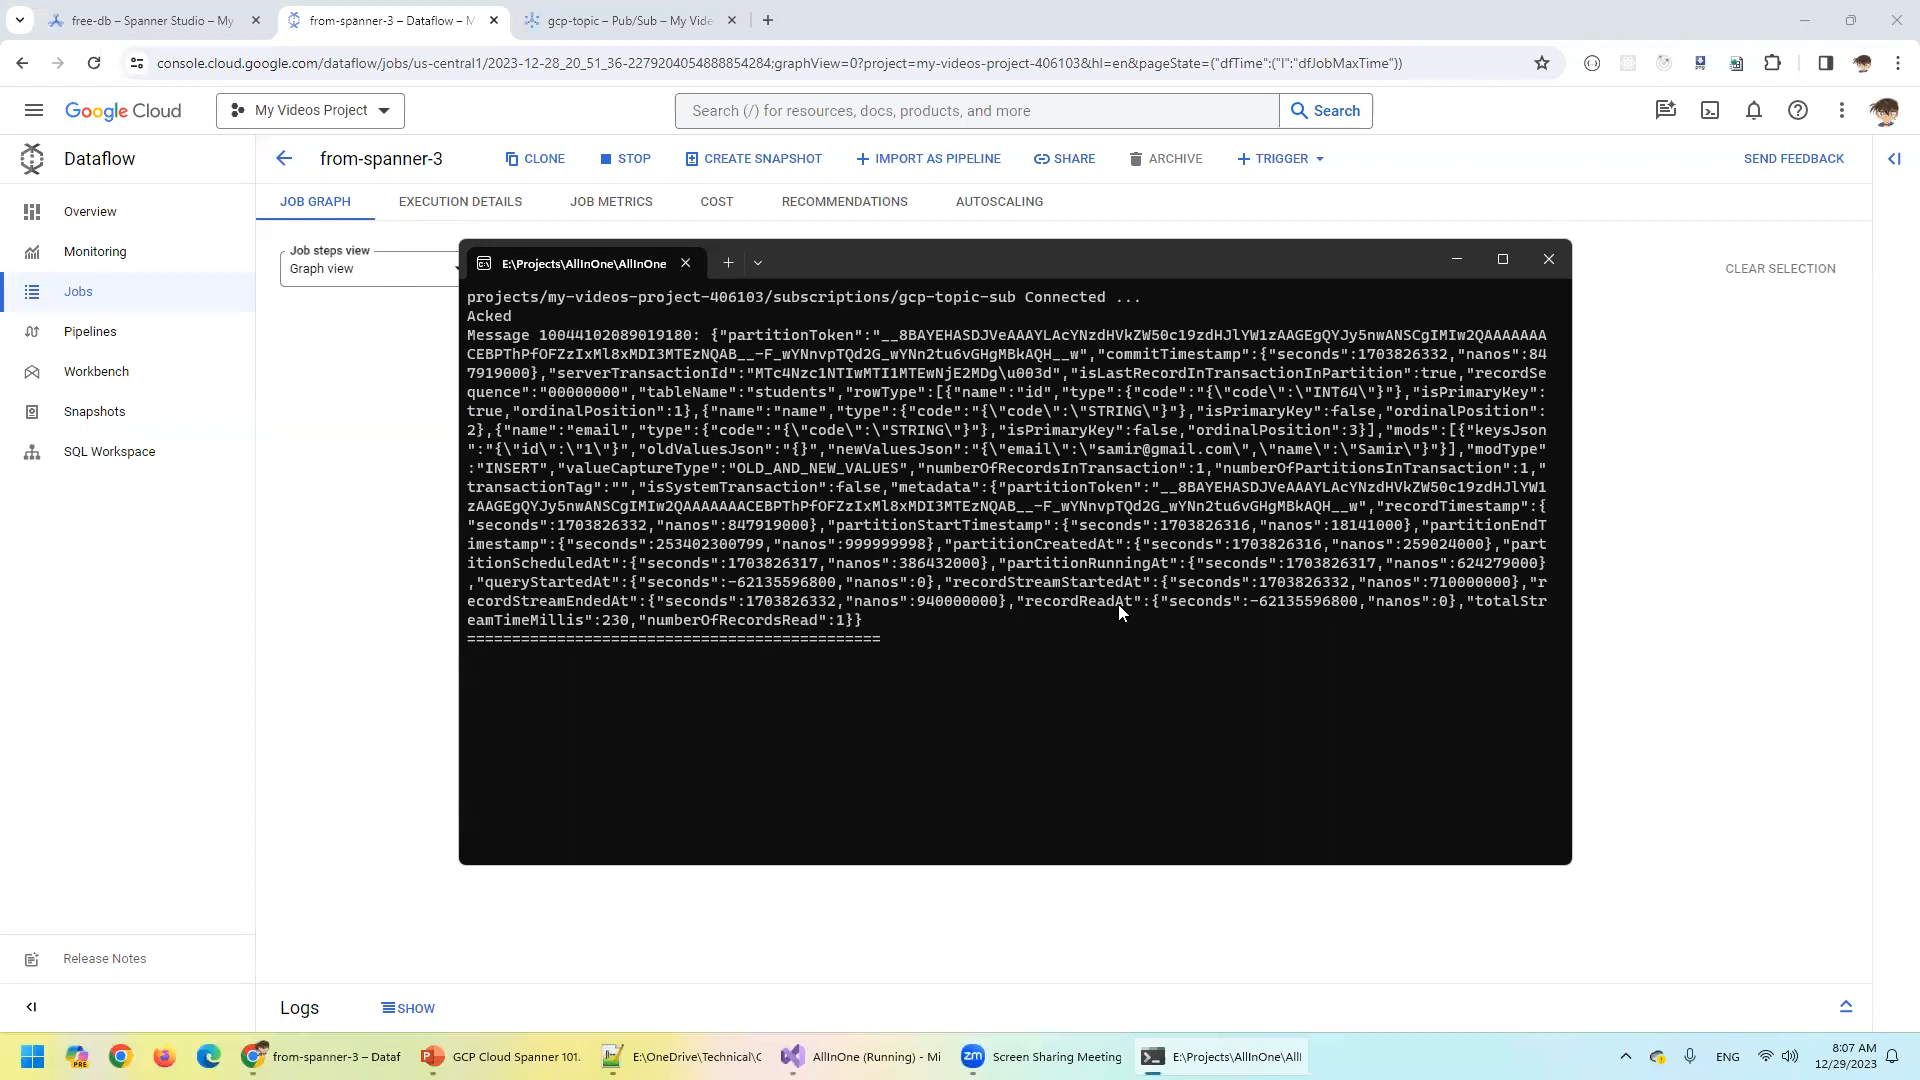 free-db – Spanner Studio – My
from-spanner-3 – Dataflow – M
gcp-topic – Pub/Sub – My Vide
console.cloud.google.com/dataflow/jobs/us-central1/2023-12-28_20_51_36-2279204054888854284;graphView=0?project=my-videos-project-406103&hl=en&pageState=("dfTime":("l":"dfJobMaxTime"))
Google Cloud
My Videos Project
Search (/) for resources, docs, products, and more
Search
Dataflow
from-spanner-3
CLONE
STOP
CREATE SNAPSHOT
IMPORT AS PIPELINE
SHARE
ARCHIVE
TRIGGER
SEND FEEDBACK
Overview
Monitoring
Jobs
Pipelines
Workbench
Snapshots
SQL Workspace
Release Notes
JOB GRAPH
EXECUTION DETAILS
JOB METRICS
COST
RECOMMENDATIONS
AUTOSCALING
Job steps view
Graph view
CLEAR SELECTION
E:\Projects\AllInOne\AllInOne
projects/my-videos-project-406103/subscriptions/gcp-topic-sub Connected ...
Acked
Message 10044102089019180: {"partitionToken":"__8BAYEHASDJVeAAAYLAcYNzdHVkZW50c19zdHJlYW1zAAGEgQYJy5nwANSCgIMIw2QAAAAAAA
CEBPThPfOFZzIxMl8xMDI3MTEzNQAB__-F_wYNnvpTQd2G_wYNn2tu6vGHgMBkAQH__w","commitTimestamp":{"seconds":1703826332,"nanos":84
7919000},"serverTransactionId":"MTc4Nzc1NTIwMTI1MTEwNjE2MDg\u003d","isLastRecordInTransactionInPartition":true,"recordSe
quence":"00000000","tableName":"students","rowType":[{"name":"id","type":{"code":"{\"code\":\"INT64\"}"},"isPrimaryKey":
true,"ordinalPosition":1},{"name":"name","type":{"code":"{\"code\":\"STRING\"}"},"isPrimaryKey":false,"ordinalPosition":
2},{"name":"email","type":{"code":"{\"code\":\"STRING\"}"},"isPrimaryKey":false,"ordinalPosition":3}],"mods":[{"keysJson
":"{\"id\":\"1\"}","oldValuesJson":"{}","newValuesJson":"{\"email\":\"samir@gmail.com\",\"name\":\"Samir\"}"}],"modType"
:"INSERT","valueCaptureType":"OLD_AND_NEW_VALUES","numberOfRecordsInTransaction":1,"numberOfPartitionsInTransaction":1,"
transactionTag":"","isSystemTransaction":false,"metadata":{"partitionToken":"__8BAYEHASDJVeAAAYLAcYNzdHVkZW50c19zdHJlYW1
zAAGEgQYJy5nwANSCgIMIw2QAAAAAAACEBPThPfOFZzIxMl8xMDI3MTEzNQAB__-F_wYNnvpTQd2G_wYNn2tu6vGHgMBkAQH__w","recordTimestamp":{
"seconds":1703826332,"nanos":847919000},"partitionStartTimestamp":{"seconds":1703826316,"nanos":18141000},"partitionEndT
imestamp":{"seconds":253402300799,"nanos":999999998},"partitionCreatedAt":{"seconds":1703826316,"nanos":259024000},"part
itionScheduledAt":{"seconds":1703826317,"nanos":386432000},"partitionRunningAt":{"seconds":1703826317,"nanos":624279000}
,"queryStartedAt":{"seconds":-62135596800,"nanos":0},"recordStreamStartedAt":{"seconds":1703826332,"nanos":710000000},"r
ecordStreamEndedAt":{"seconds":1703826332,"nanos":940000000},"recordReadAt":{"seconds":-62135596800,"nanos":0},"totalStr
eamTimeMillis":230,"numberOfRecordsRead":1}}
==============================================
Logs
SHOW
from-spanner-3 – Dataf
GCP Cloud Spanner 101.
E:\OneDrive\Technical\C
AllInOne (Running) - Mi
Screen Sharing Meeting
E:\Projects\AllInOne\AllI
ENG
8:07 AM
12/29/2023